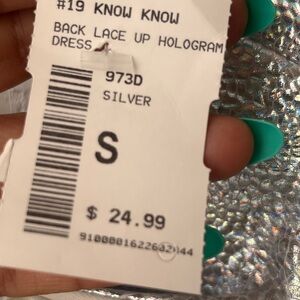 #19 KNOW KNOW
BACK LACE UP HOLOGRAM
DRESS
973D
SILVER
S
$ 24.99